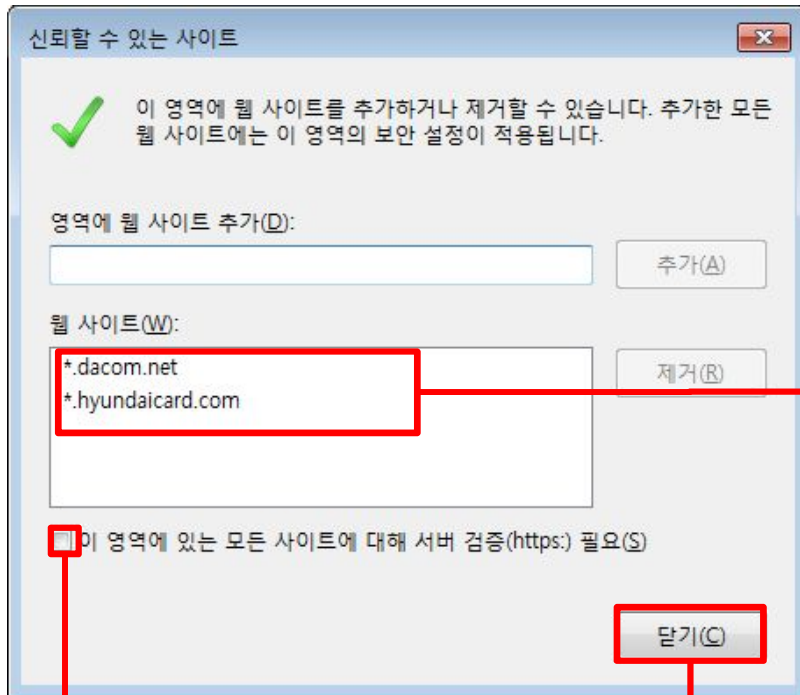 신뢰할 수 있는 사이트
이 영역에 웹 사이트를 추가하거나 제거할 수 있습니다. 추가한 모든
웹 사이트에는 이 영역의 보안 설정이 적용됩니다.
영역에 웹 사이트 추가(D):
추가(A)
웹 사이트(W):
*.dacom.net
*.hyundaicard.com
제거(R)
이 영역에 있는 모든 사이트에 대해 서버 검증(https:) 필요(S)
닫기(C)